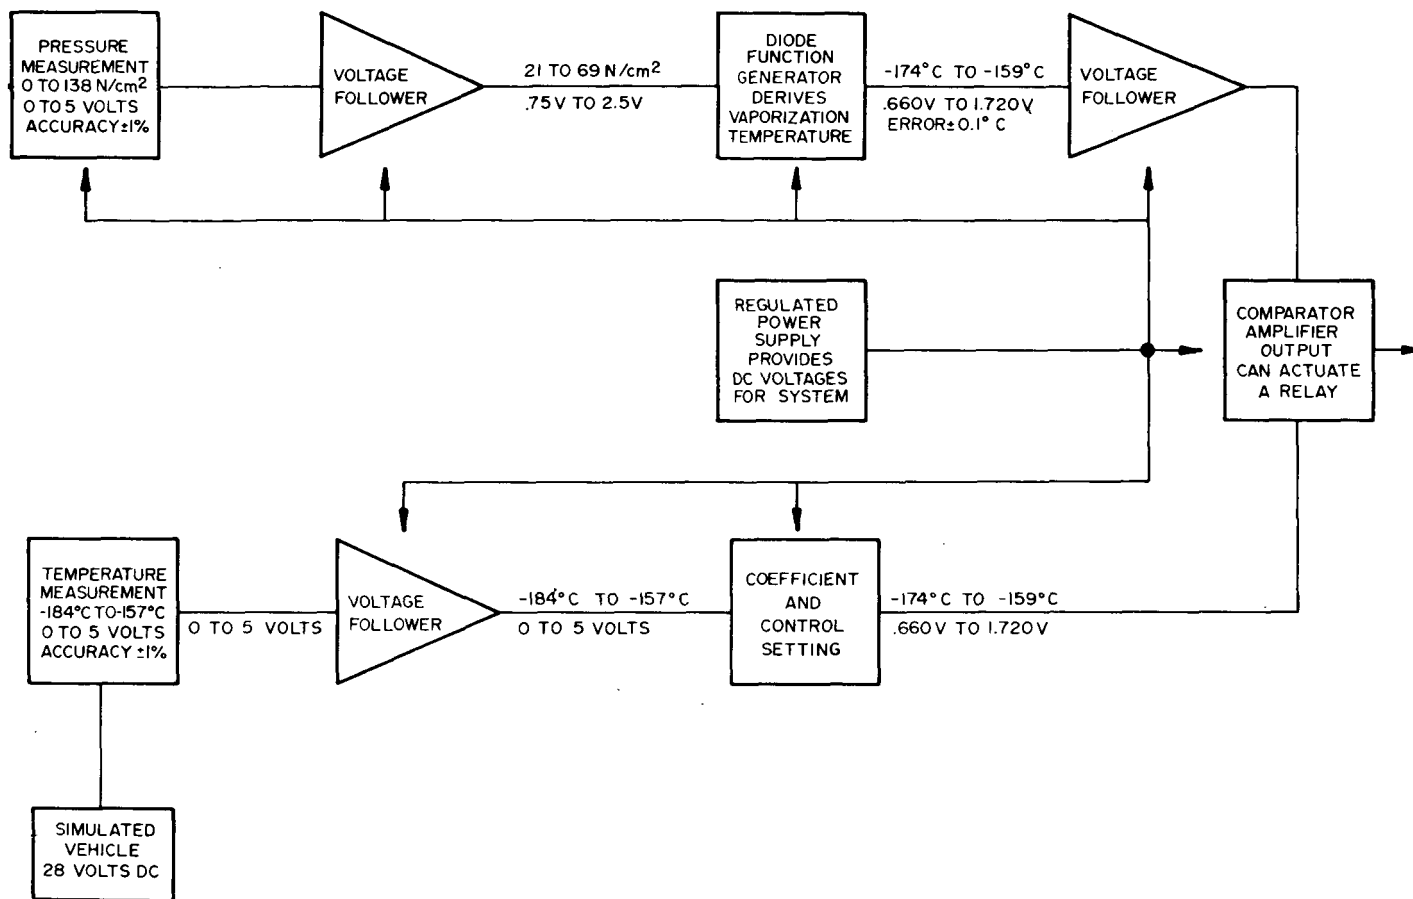 PRESSURE
MEASUREMENT
0 TO 138 N/cm2
0 TO 5 VOLTS
ACCURACY ±1%
VOLTAGE
FOLLOWER
21 TO 69 N/cm2
.75V TO 2.5V
DIODE
FUNCTION
GENERATOR
DERIVES
VAPORIZATION
TEMPERATURE
-174°C TO -159°C
.660V TO 1.720V
ERROR ± 0.1° C
VOLTAGE
FOLLOWER
REGULATED
POWER
SUPPLY
PROVIDES
DC VOLTAGES
FOR SYSTEM
COMPARATOR
AMPLIFIER
OUTPUT
CAN ACTUATE
A RELAY
TEMPERATURE
MEASUREMENT
-184°C TO -157°C
0 TO 5 VOLTS
ACCURACY ±1%
0 TO 5 VOLTS
VOLTAGE
FOLLOWER
-184°C TO -157°C
0 TO 5 VOLTS
COEFFICIENT
AND
CONTROL
SETTING
-174°C TO -159°C
.660V TO 1.720V
SIMULATED
VEHICLE
28 VOLTS DC